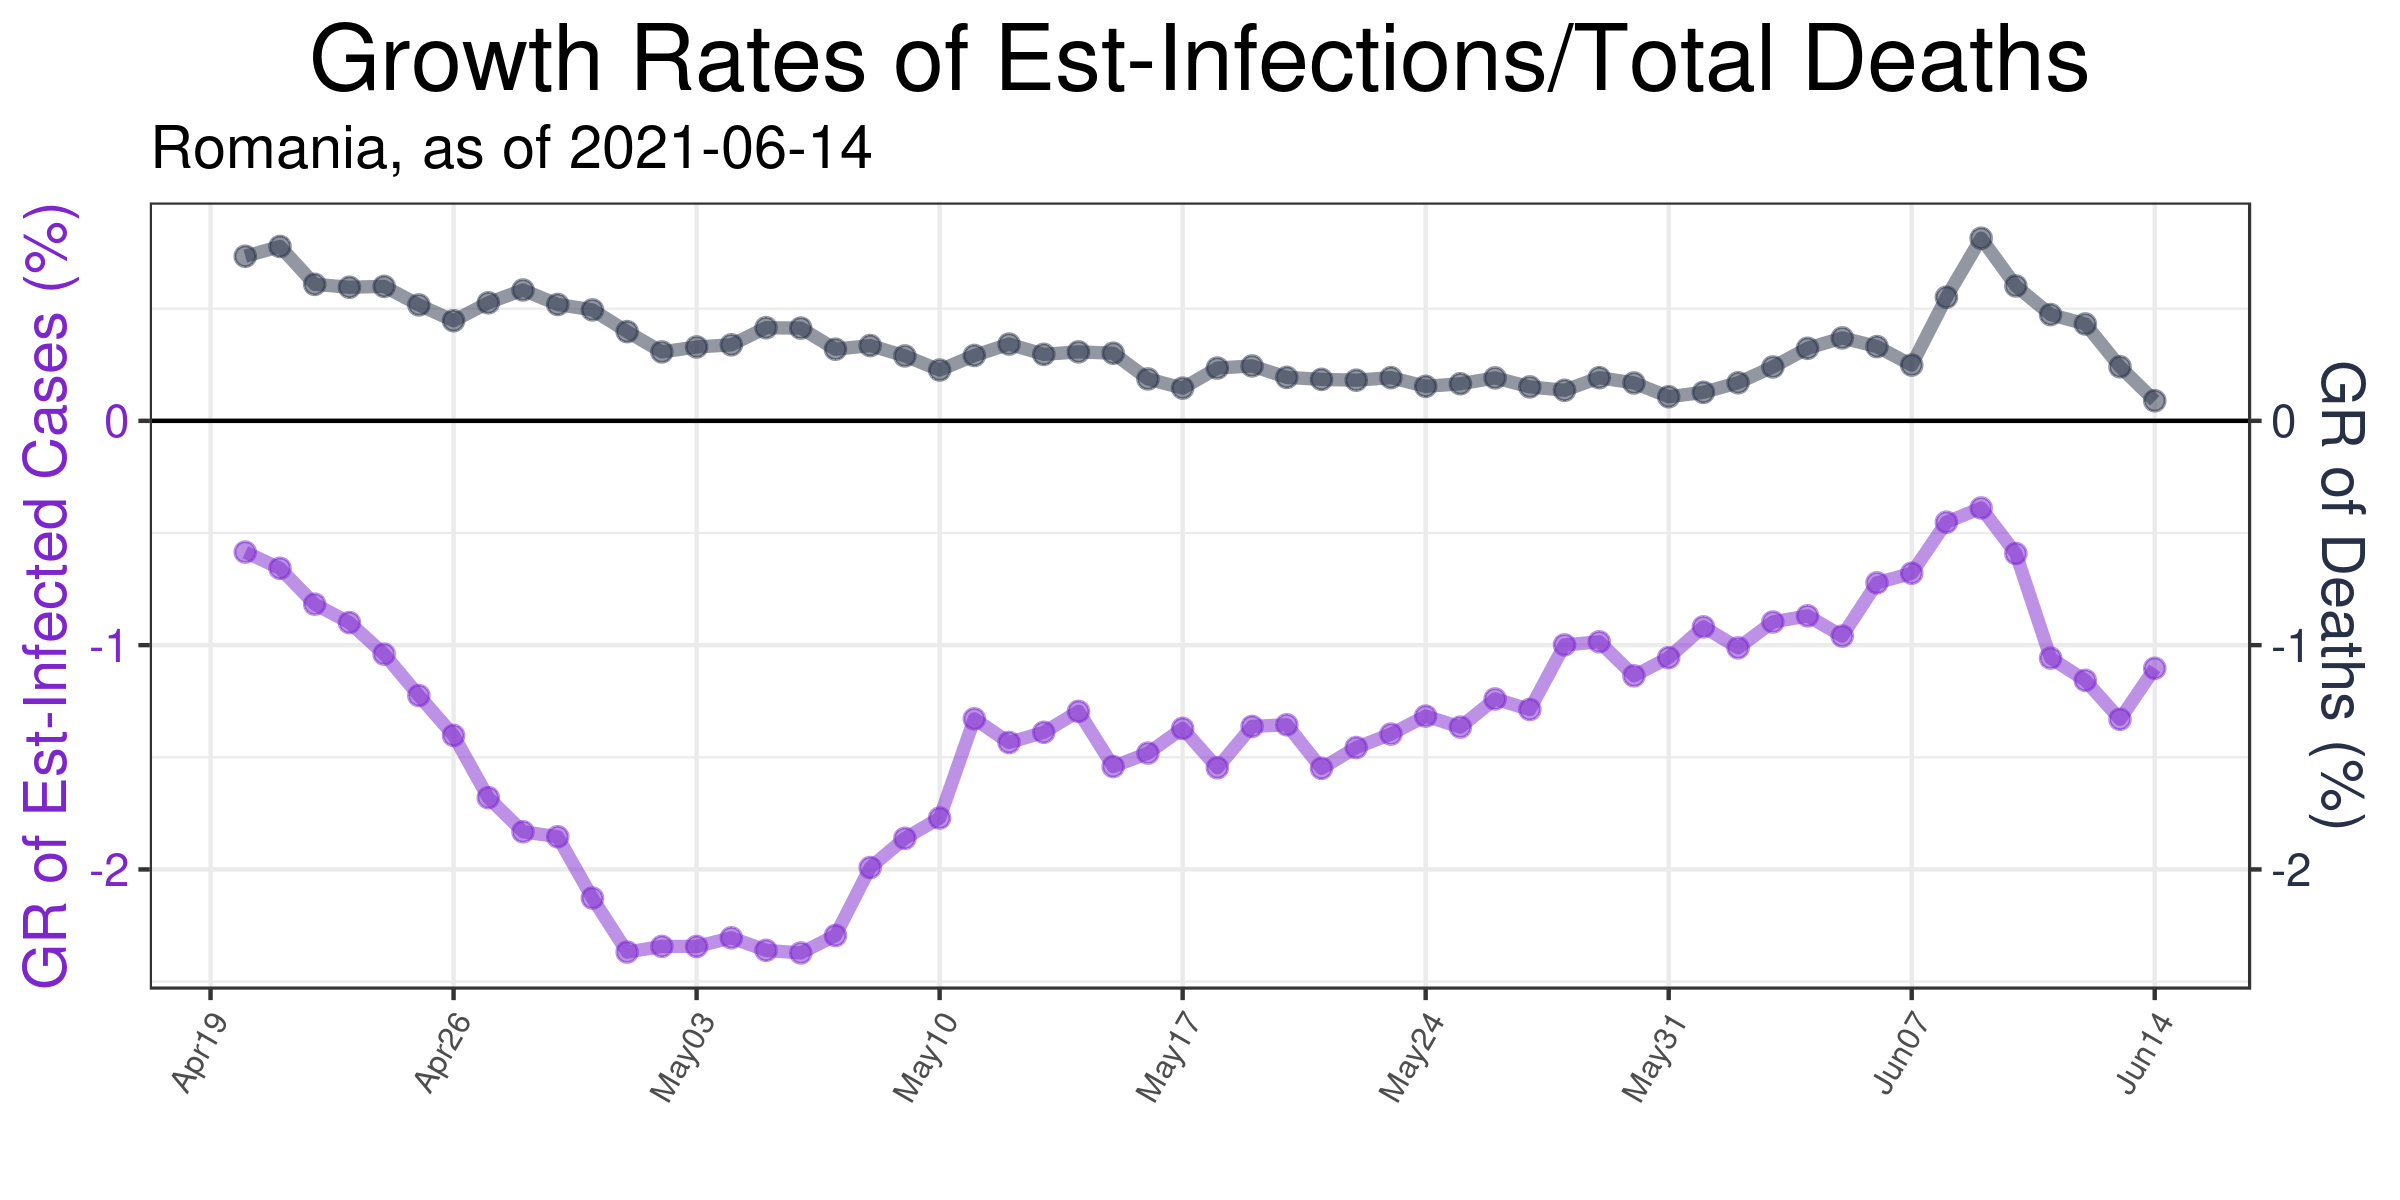 Growth Rates of Est-Infections/Total Deaths
Romania, as of 2021-06-14
GR of Est-Infected Cases (%)
0
-1
-2
0
-1
-2
GR of Deaths (%)
Apr19
Apr26
May03
May10
May17
May24
May31
Jun07
Jun14